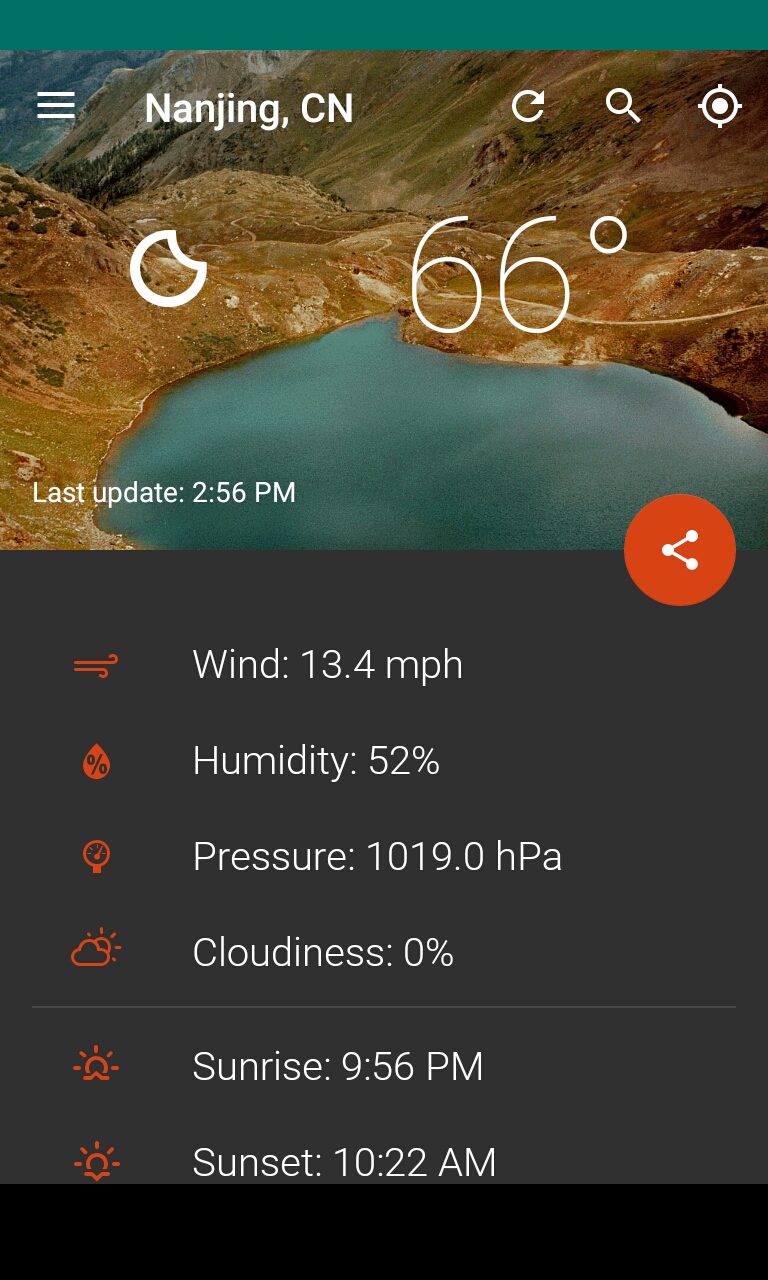 Nanjing, CN
66°
Last update: 2:56 PM
Wind: 13.4 mph
Humidity: 52%
Pressure: 1019.0 hPa
Cloudiness: 0%
Sunrise: 9:56 PM
Sunset: 10:22 AM